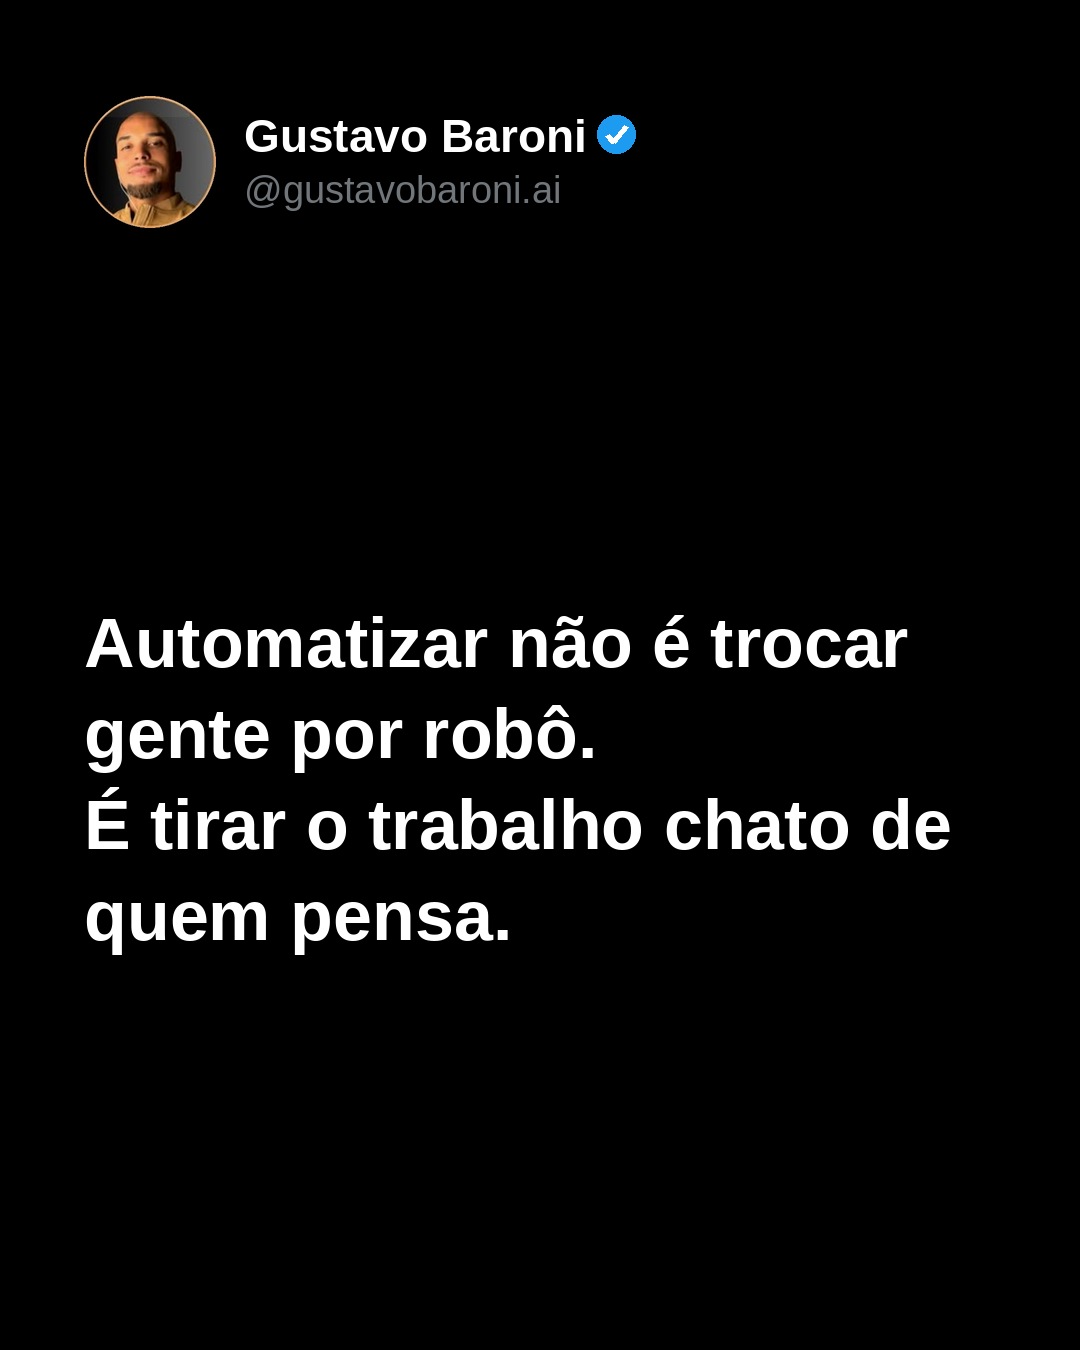 Gustavo Baroni
@gustavobaroni.ai
Automatizar não é trocar
gente por robô.
É tirar o trabalho chato de
quem pensa.